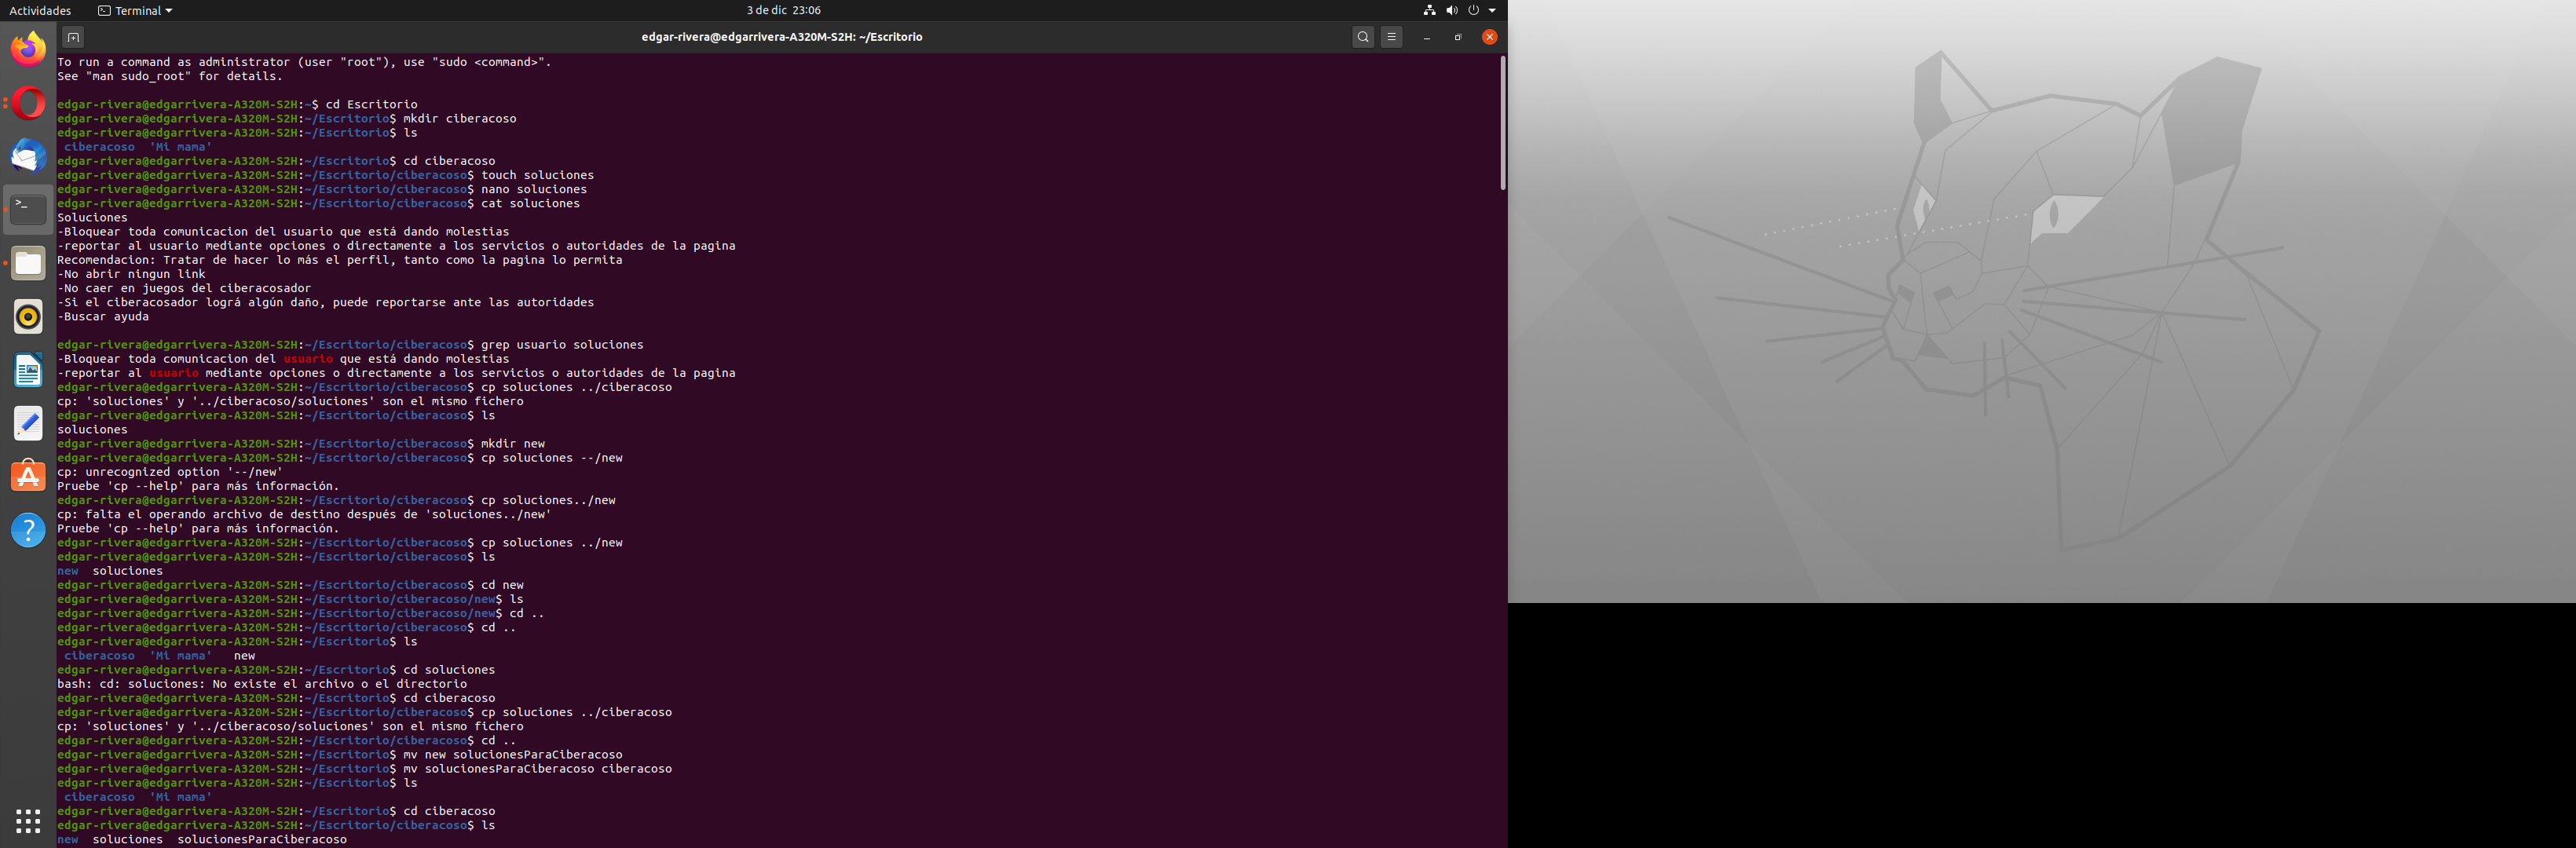 Actividades
Terminal
3 de dic 23:06
edgar-rivera@edgarrivera-A320M-S2H: ~/Escritorio
To run a command as administrator (user "root"), use "sudo <command>".
See "man sudo_root" for details.
edgar-rivera@edgarrivera-A320M-S2H:~$ cd Escritorio
edgar-rivera@edgarrivera-A320M-S2H:~/Escritorio$ mkdir ciberacoso
edgar-rivera@edgarrivera-A320M-S2H:~/Escritorio$ ls
ciberacoso 'Mi mama'
edgar-rivera@edgarrivera-A320M-S2H:~/Escritorio$ cd ciberacoso
edgar-rivera@edgarrivera-A320M-S2H:~/Escritorio/ciberacoso$ touch soluciones
edgar-rivera@edgarrivera-A320M-S2H:~/Escritorio/ciberacoso$ nano soluciones
edgar-rivera@edgarrivera-A320M-S2H:~/Escritorio/ciberacoso$ cat soluciones
Soluciones
-Bloquear toda comunicacion del usuario que está dando molestias
-reportar al usuario mediante opciones o directamente a los servicios o autoridades de la pagina
Recomendacion: Tratar de hacer lo más el perfil, tanto como la pagina lo permita
-No abrir ningun link
-No caer en juegos del ciberacosador
-Si el ciberacosador lográ algún daño, puede reportarse ante las autoridades
-Buscar ayuda
edgar-rivera@edgarrivera-A320M-S2H:~/Escritorio/ciberacoso$ grep usuario soluciones
-Bloquear toda comunicacion del usuario que está dando molestias
-reportar al usuario mediante opciones o directamente a los servicios o autoridades de la pagina
edgar-rivera@edgarrivera-A320M-S2H:~/Escritorio/ciberacoso$ cp soluciones ../ciberacoso
cp: 'soluciones' y '../ciberacoso/soluciones' son el mismo fichero
edgar-rivera@edgarrivera-A320M-S2H:~/Escritorio/ciberacoso$ ls
soluciones
edgar-rivera@edgarrivera-A320M-S2H:~/Escritorio/ciberacoso$ mkdir new
edgar-rivera@edgarrivera-A320M-S2H:~/Escritorio/ciberacoso$ cp soluciones --/new
cp: unrecognized option '--/new'
Pruebe 'cp --help' para más información.
edgar-rivera@edgarrivera-A320M-S2H:~/Escritorio/ciberacoso$ cp soluciones../new
cp: falta el operando archivo de destino después de 'soluciones../new'
Pruebe 'cp --help' para más información.
edgar-rivera@edgarrivera-A320M-S2H:~/Escritorio/ciberacoso$ cp soluciones ../new
edgar-rivera@edgarrivera-A320M-S2H:~/Escritorio/ciberacoso$ ls
new soluciones
edgar-rivera@edgarrivera-A320M-S2H:~/Escritorio/ciberacoso$ cd new
edgar-rivera@edgarrivera-A320M-S2H:~/Escritorio/ciberacoso/new$ ls
edgar-rivera@edgarrivera-A320M-S2H:~/Escritorio/ciberacoso/new$ cd ..
edgar-rivera@edgarrivera-A320M-S2H:~/Escritorio/ciberacoso$ cd ..
edgar-rivera@edgarrivera-A320M-S2H:~/Escritorio$ ls
ciberacoso 'Mi mama' new
edgar-rivera@edgarrivera-A320M-S2H:~/Escritorio$ cd soluciones
bash: cd: soluciones: No existe el archivo o el directorio
edgar-rivera@edgarrivera-A320M-S2H:~/Escritorio$ cd ciberacoso
edgar-rivera@edgarrivera-A320M-S2H:~/Escritorio/ciberacoso$ cp soluciones ../ciberacoso
cp: 'soluciones' y '../ciberacoso/soluciones' son el mismo fichero
edgar-rivera@edgarrivera-A320M-S2H:~/Escritorio/ciberacoso$ cd ..
edgar-rivera@edgarrivera-A320M-S2H:~/Escritorio$ mv new solucionesParaCiberacoso
edgar-rivera@edgarrivera-A320M-S2H:~/Escritorio$ mv solucionesParaCiberacoso ciberacoso
edgar-rivera@edgarrivera-A320M-S2H:~/Escritorio$ ls
ciberacoso 'Mi mama'
edgar-rivera@edgarrivera-A320M-S2H:~/Escritorio$ cd ciberacoso
edgar-rivera@edgarrivera-A320M-S2H:~/Escritorio/ciberacoso$ ls
new soluciones solucionesParaCiberacoso